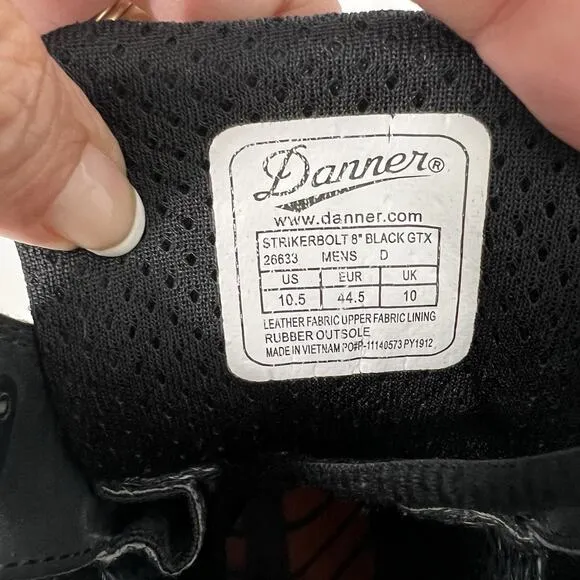 Danner®
www.danner.com
STRIKERBOLT 8" BLACK GTX
26633 MENS D
US EUR UK
10.5 44.5 10
LEATHER FABRIC UPPER FABRIC LINING
RUBBER OUTSOLE
MADE IN VIETNAM PO#P-11140573 PY1912